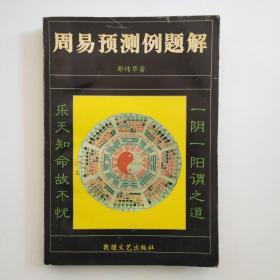 周易预测例题解
邵伟华著
一阴一阳谓之道
乐天知命故不忧
敦煌文艺出版社